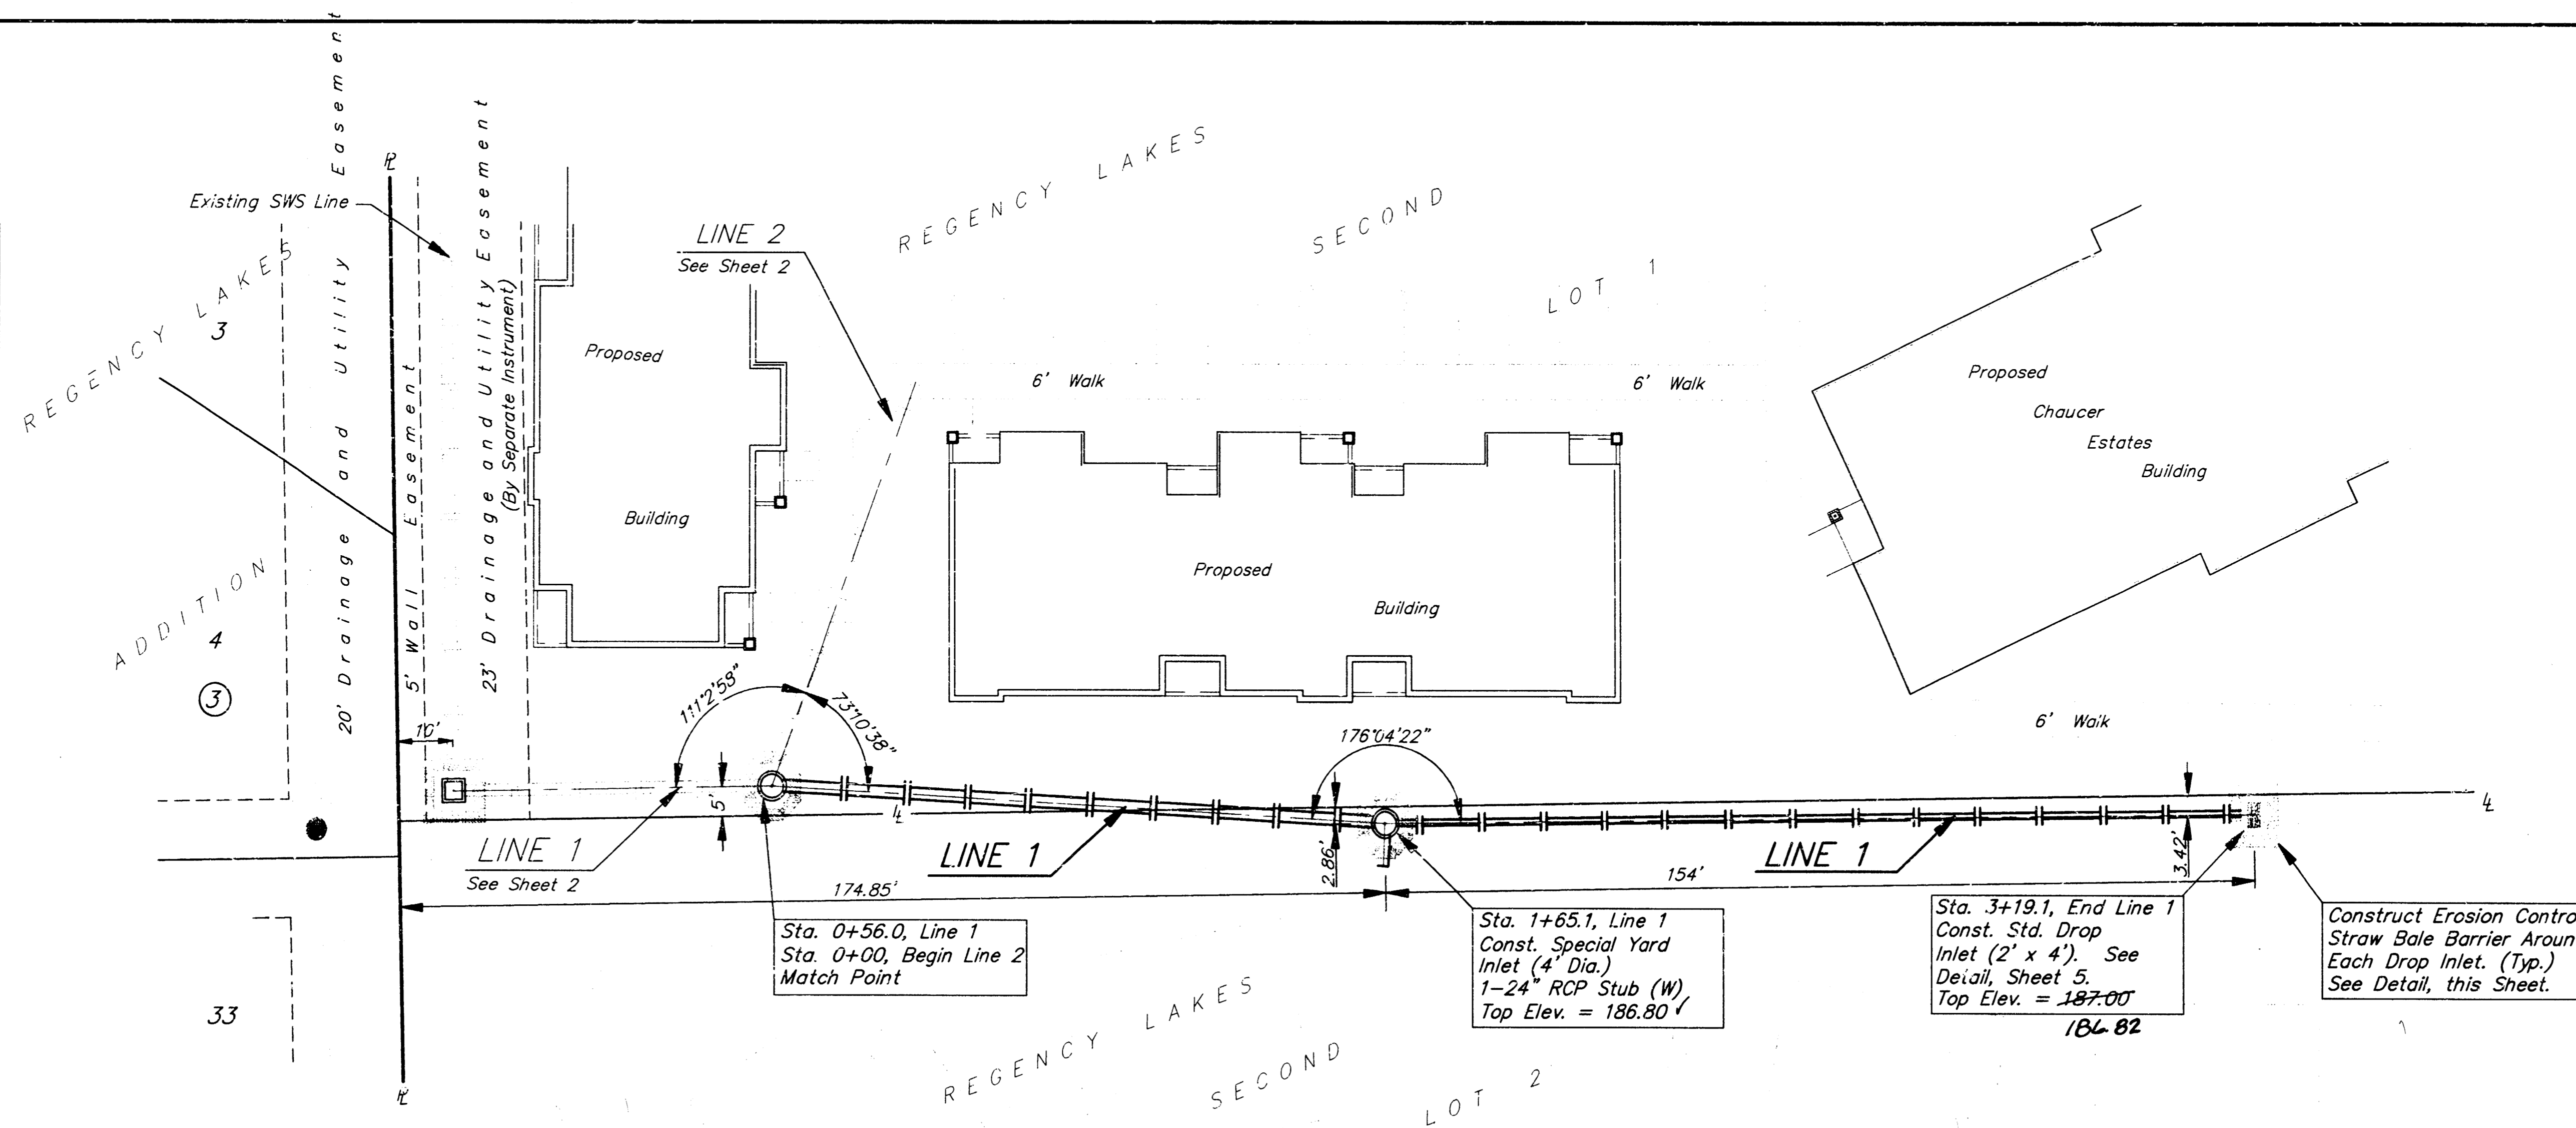 20' Drainage and Utility Easement
5' Wall Easement
23' Drainage and Utility Easement
(By Separate Instrument)
Existing SWS Line
REGENCY LAKES
3
ADDITION
4
3
33
LINE 2
See Sheet 2
REGENCY LAKES
SECOND
LOT 1
Proposed
Building
6' Walk
6' Walk
Proposed
Building
Proposed
Chaucer
Estates
Building
6' Walk
10'
111°2'58"
73°10'38"
176°04'22"
5'
2.86'
3.42'
LINE 1
See Sheet 2
LINE 1
LINE 1
174.85'
154'
Sta. 0+56.0, Line 1
Sta. 0+00, Begin Line 2
Match Point
Sta. 1+65.1, Line 1
Const. Special Yard
Inlet (4' Dia.)
1-24" RCP Stub (W)
Top Elev. = 186.80 ✓
Sta. 3+19.1, End Line 1
Const. Std. Drop
Inlet (2' x 4'). See
Detail, Sheet 5.
Top Elev. = 187.00
186.82
Construct Erosion Contro
Straw Bale Barrier Aroun
Each Drop Inlet. (Typ.)
See Detail, this Sheet.
REGENCY LAKES
SECOND
LOT 2